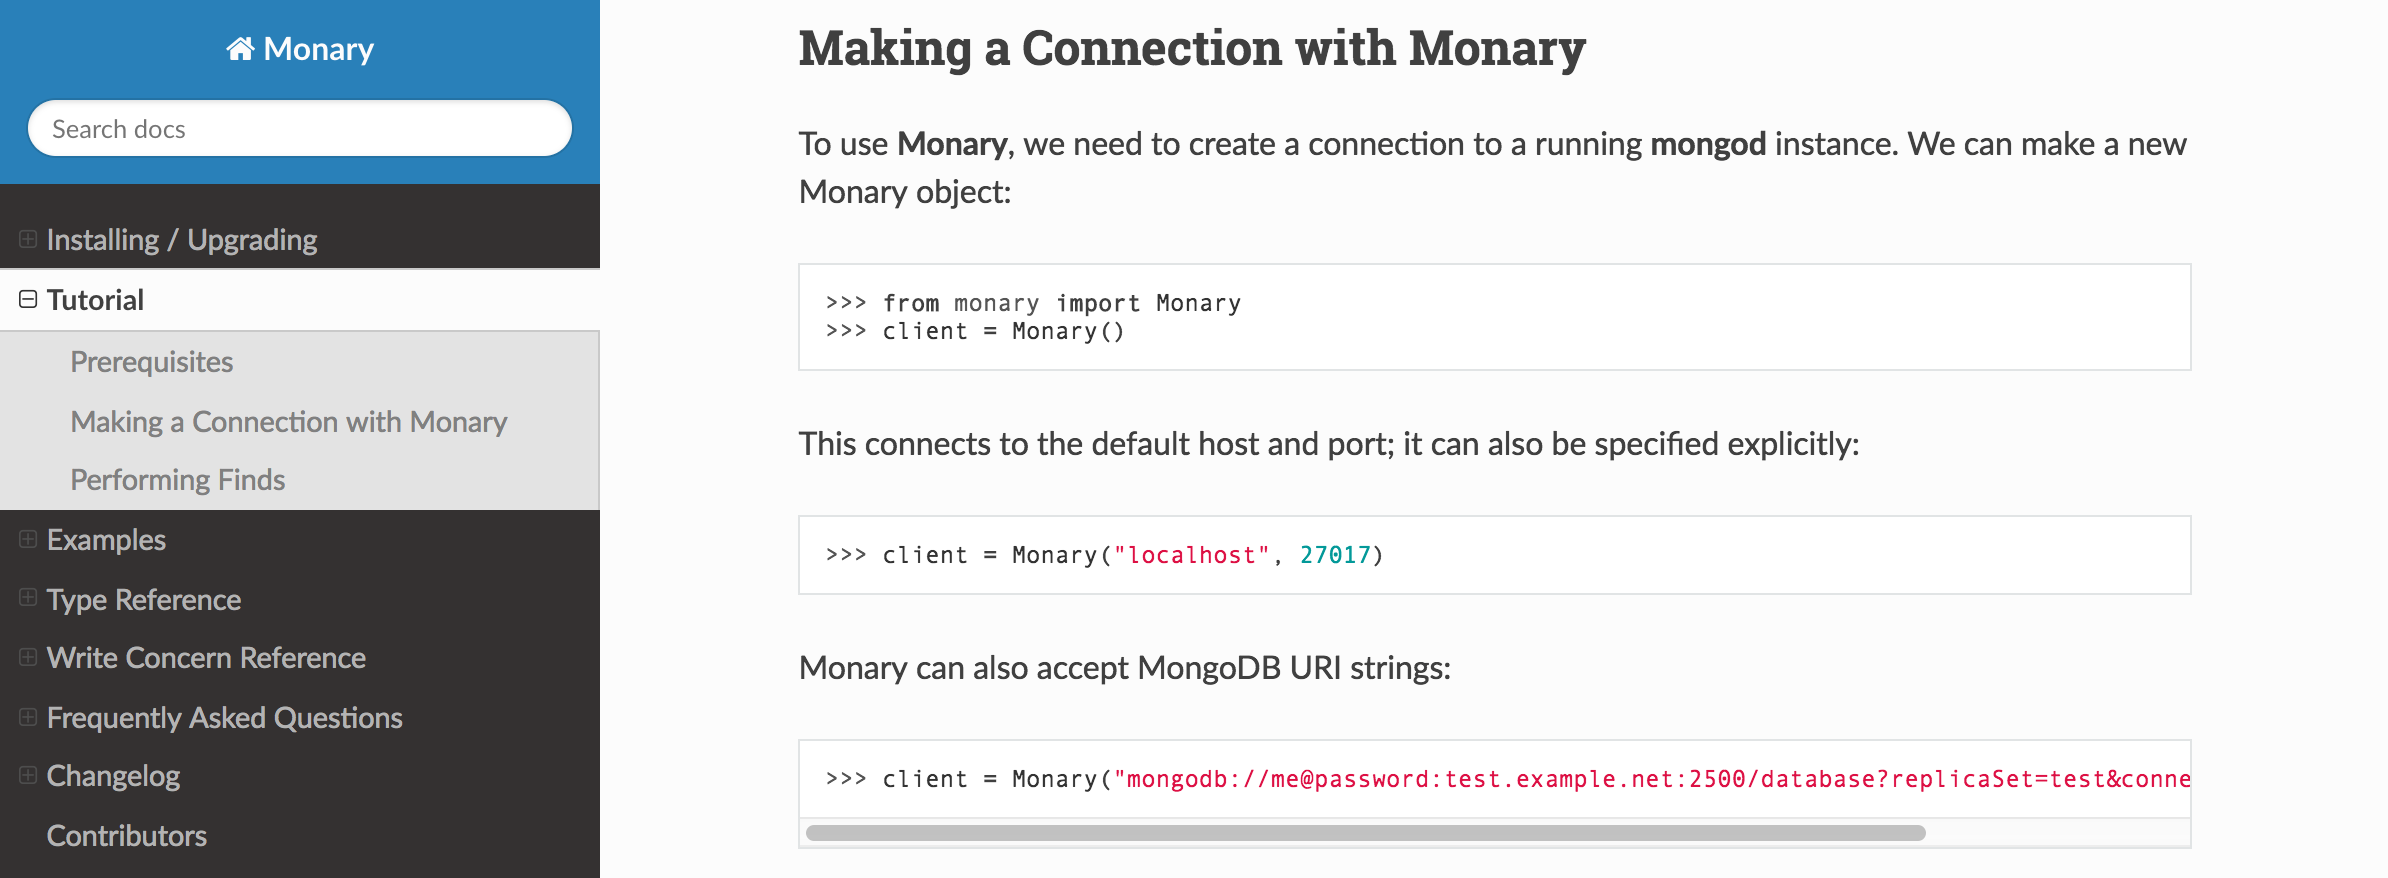 Monary
Search docs
Installing / Upgrading
Tutorial
Prerequisites
Making a Connection with Monary
Performing Finds
Examples
Type Reference
Write Concern Reference
Frequently Asked Questions
Changelog
Contributors
Making a Connection with Monary
To use Monary, we need to create a connection to a running mongod instance. We can make a new
Monary object:
>>> from monary import Monary
>>> client = Monary()
This connects to the default host and port; it can also be specified explicitly:
>>> client = Monary("localhost", 27017)
Monary can also accept MongoDB URI strings:
>>> client = Monary("mongodb://me@password:test.example.net:2500/database?replicaSet=test&conne